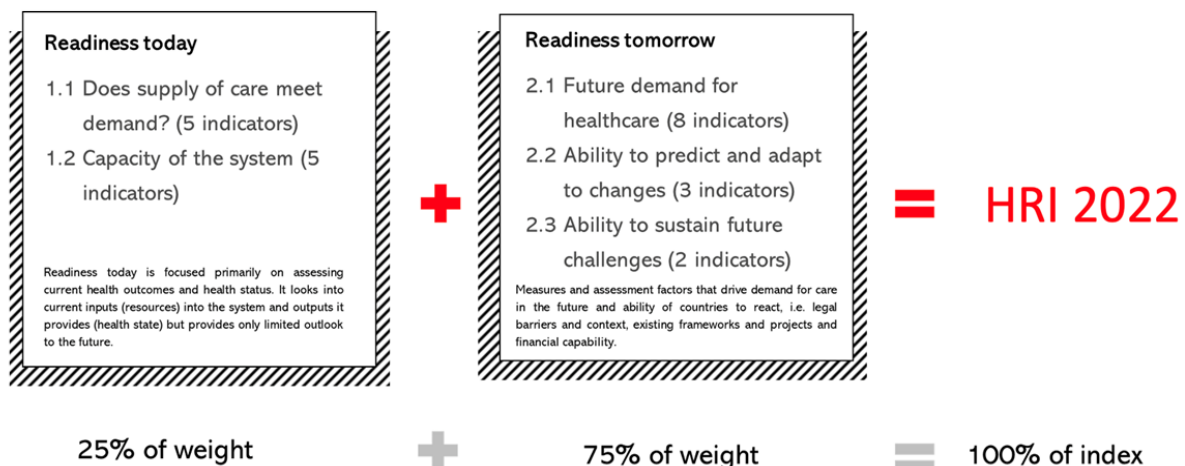 Readiness today
1.1 Does supply of care meet
demand? (5 indicators)
1.2 Capacity of the system (5
indicators)
Readiness today is focused primarily on assessing
current health outcomes and health status. It looks into
current inputs (resources) into the system and outputs it
provides (health state) but provides only limited outlook
to the future.
+
Readiness tomorrow
2.1 Future demand for
healthcare (8 indicators)
2.2 Ability to predict and adapt
to changes (3 indicators)
2.3 Ability to sustain future
challenges (2 indicators)
Measures and assessment factors that drive demand for care
in the future and ability of countries to react, i.e. legal
barriers and context, existing frameworks and projects and
financial capability.
= HRI 2022
25% of weight + 75% of weight = 100% of index